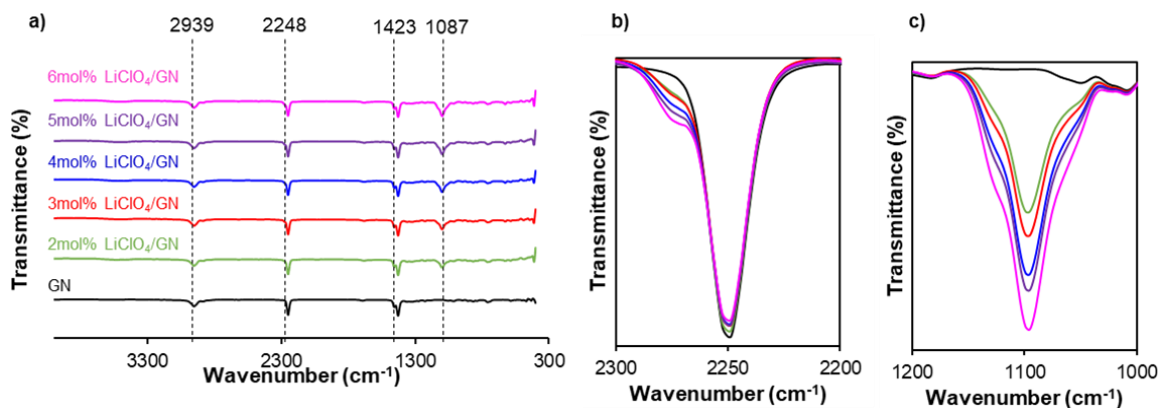 a)
2939 2248 1423 1087
6mol% LiClO₄/GN
5mol% LiClO₄/GN
4mol% LiClO₄/GN
3mol% LiClO₄/GN
2mol% LiClO₄/GN
GN
Transmittance (%)
3300 2300 1300 300
Wavenumber (cm⁻¹)
b)
Transmittance (%)
2300 2250 2200
Wavenumber (cm⁻¹)
c)
Transmittance (%)
1200 1100 1000
Wavenumber (cm⁻¹)